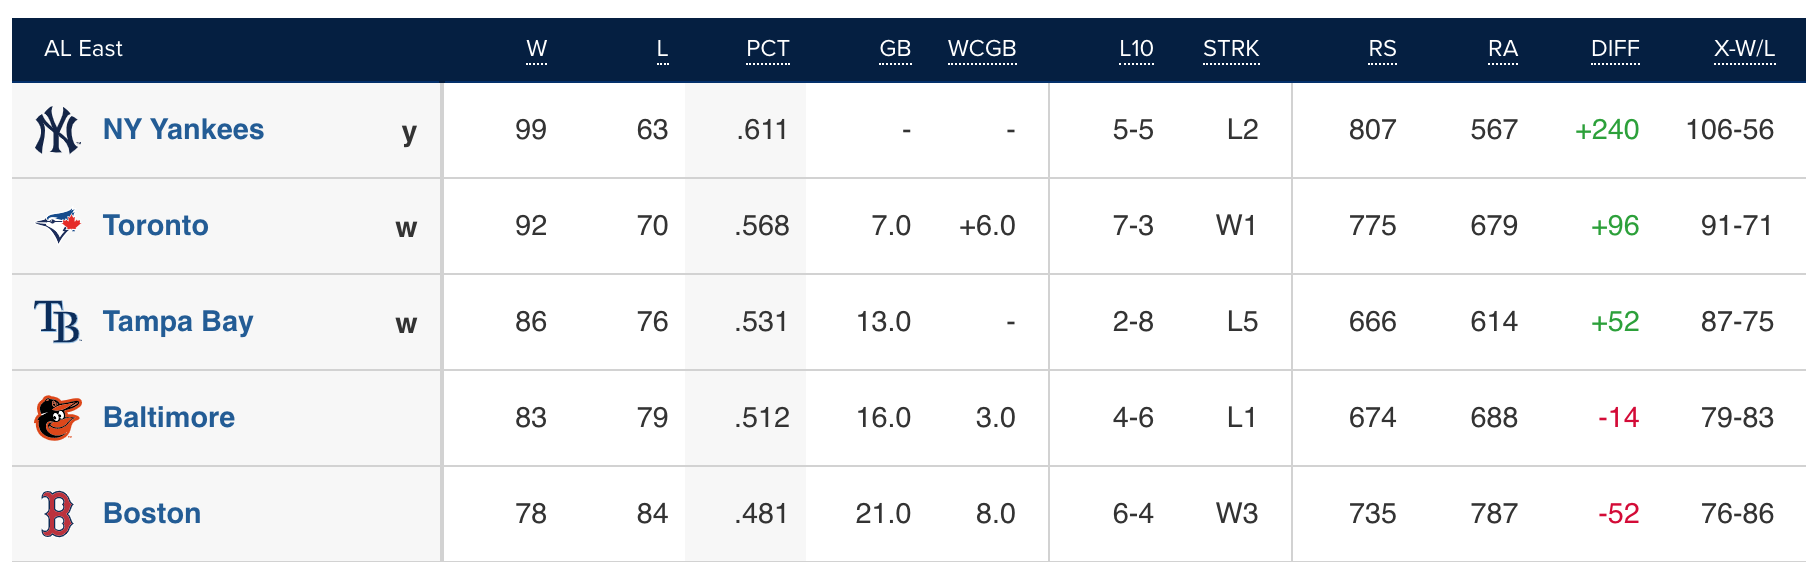 AL East W L PCT GB WCGB L10 STRK RS RA DIFF X-W/L
NY Yankees y 99 63 .611 - - 5-5 L2 807 567 +240 106-56
Toronto w 92 70 .568 7.0 +6.0 7-3 W1 775 679 +96 91-71
TB Tampa Bay w 86 76 .531 13.0 - 2-8 L5 666 614 +52 87-75
Baltimore 83 79 .512 16.0 3.0 4-6 L1 674 688 -14 79-83
B Boston 78 84 .481 21.0 8.0 6-4 W3 735 787 -52 76-86